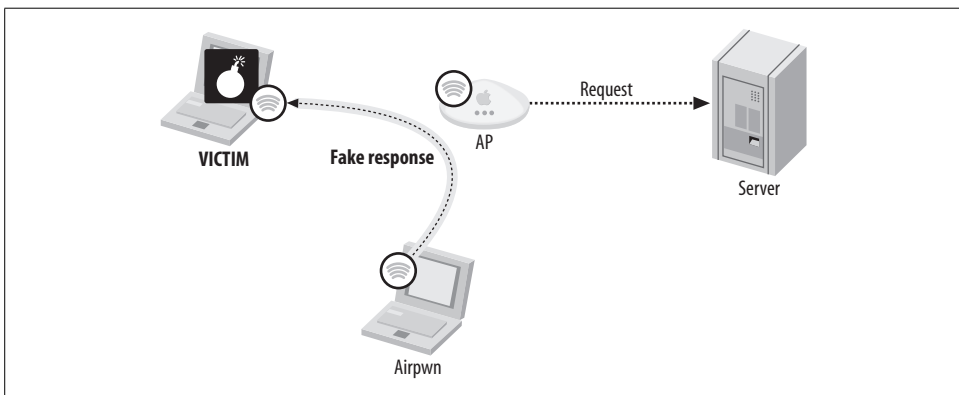 Request
AP
VICTIM
Fake response
Server
Airpwn